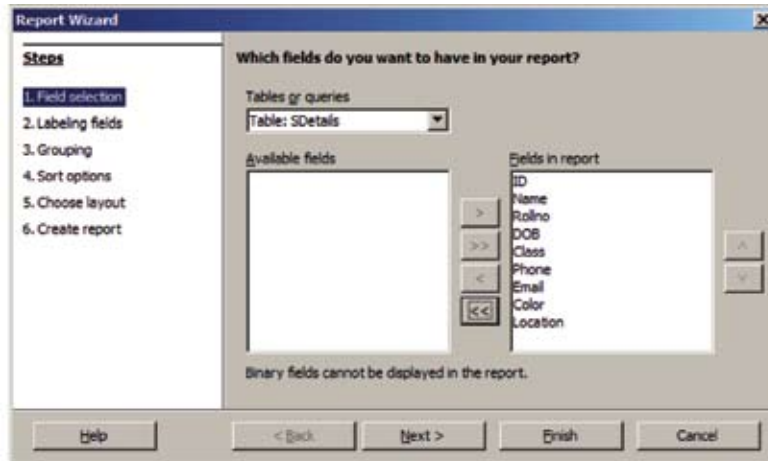 Report Wizard
Steps
1. Field selection
2. Labeling fields
3. Grouping
4. Sort options
5. Choose layout
6. Create report
Which fields do you want to have in your report?
Tables or queries
Table: SDetails
Available fields
>
>>
<
<<
Fields in report
ID
Name
Rollno
DOB
Class
Phone
Email
Color
Location
^
v
Binary fields cannot be displayed in the report.
Help
< Back
Next >
Finish
Cancel